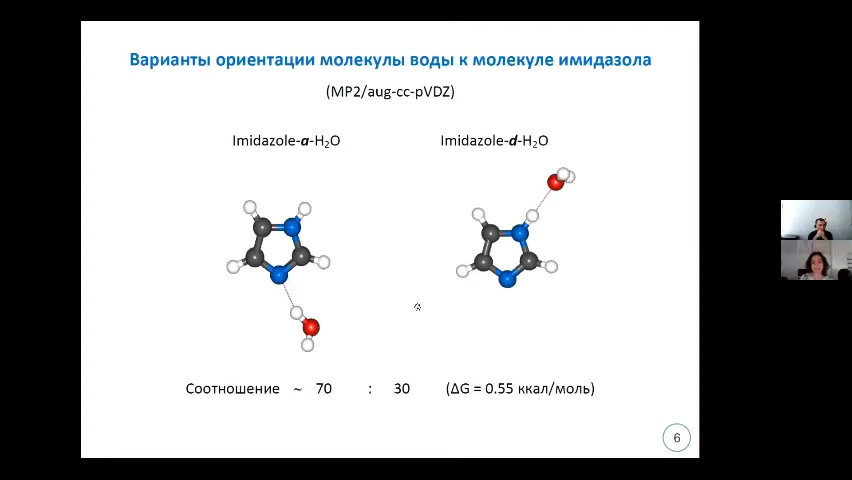 Варианты ориентации молекулы воды к молекуле имидазола
(MP2/aug-cc-pVDZ)
Imidazole-a-H₂O Imidazole-d-H₂O
Соотношение ~ 70 : 30 (ΔG = 0.55 ккал/моль)
6